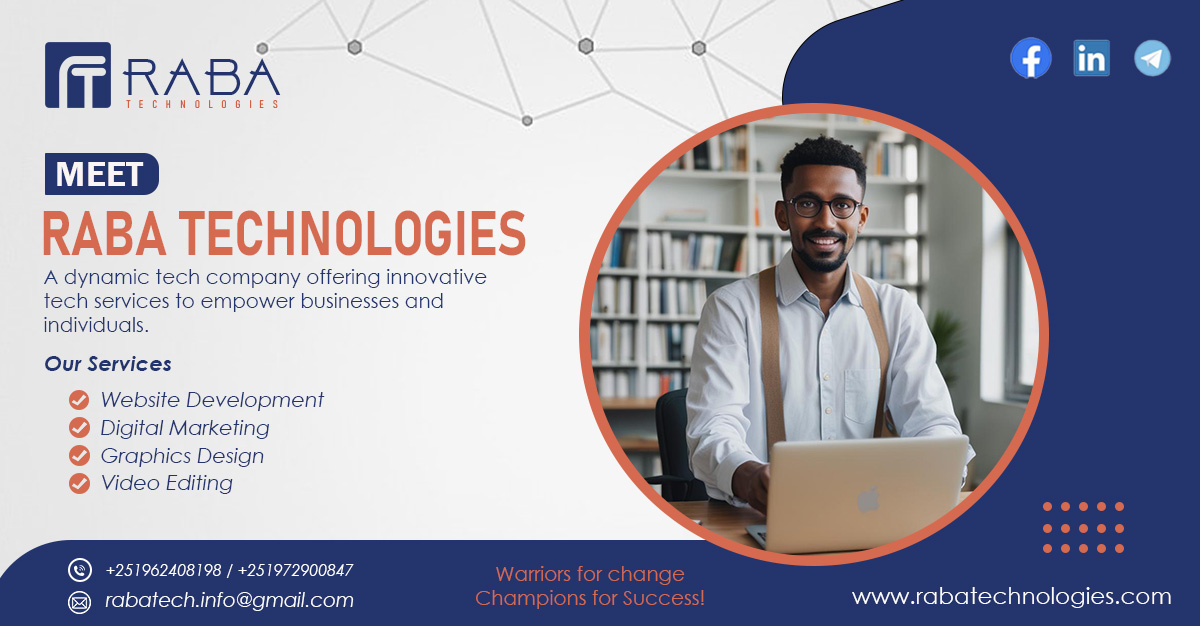 RABA
TECHNOLOGIES
MEET
RABA TECHNOLOGIES
A dynamic tech company offering innovative
tech services to empower businesses and
individuals.
Our Services
Website Development
Digital Marketing
Graphics Design
Video Editing
+251962408198 / +251972900847
rabatech.info@gmail.com
Warriors for change
Champions for Success!
www.rabatechnologies.com